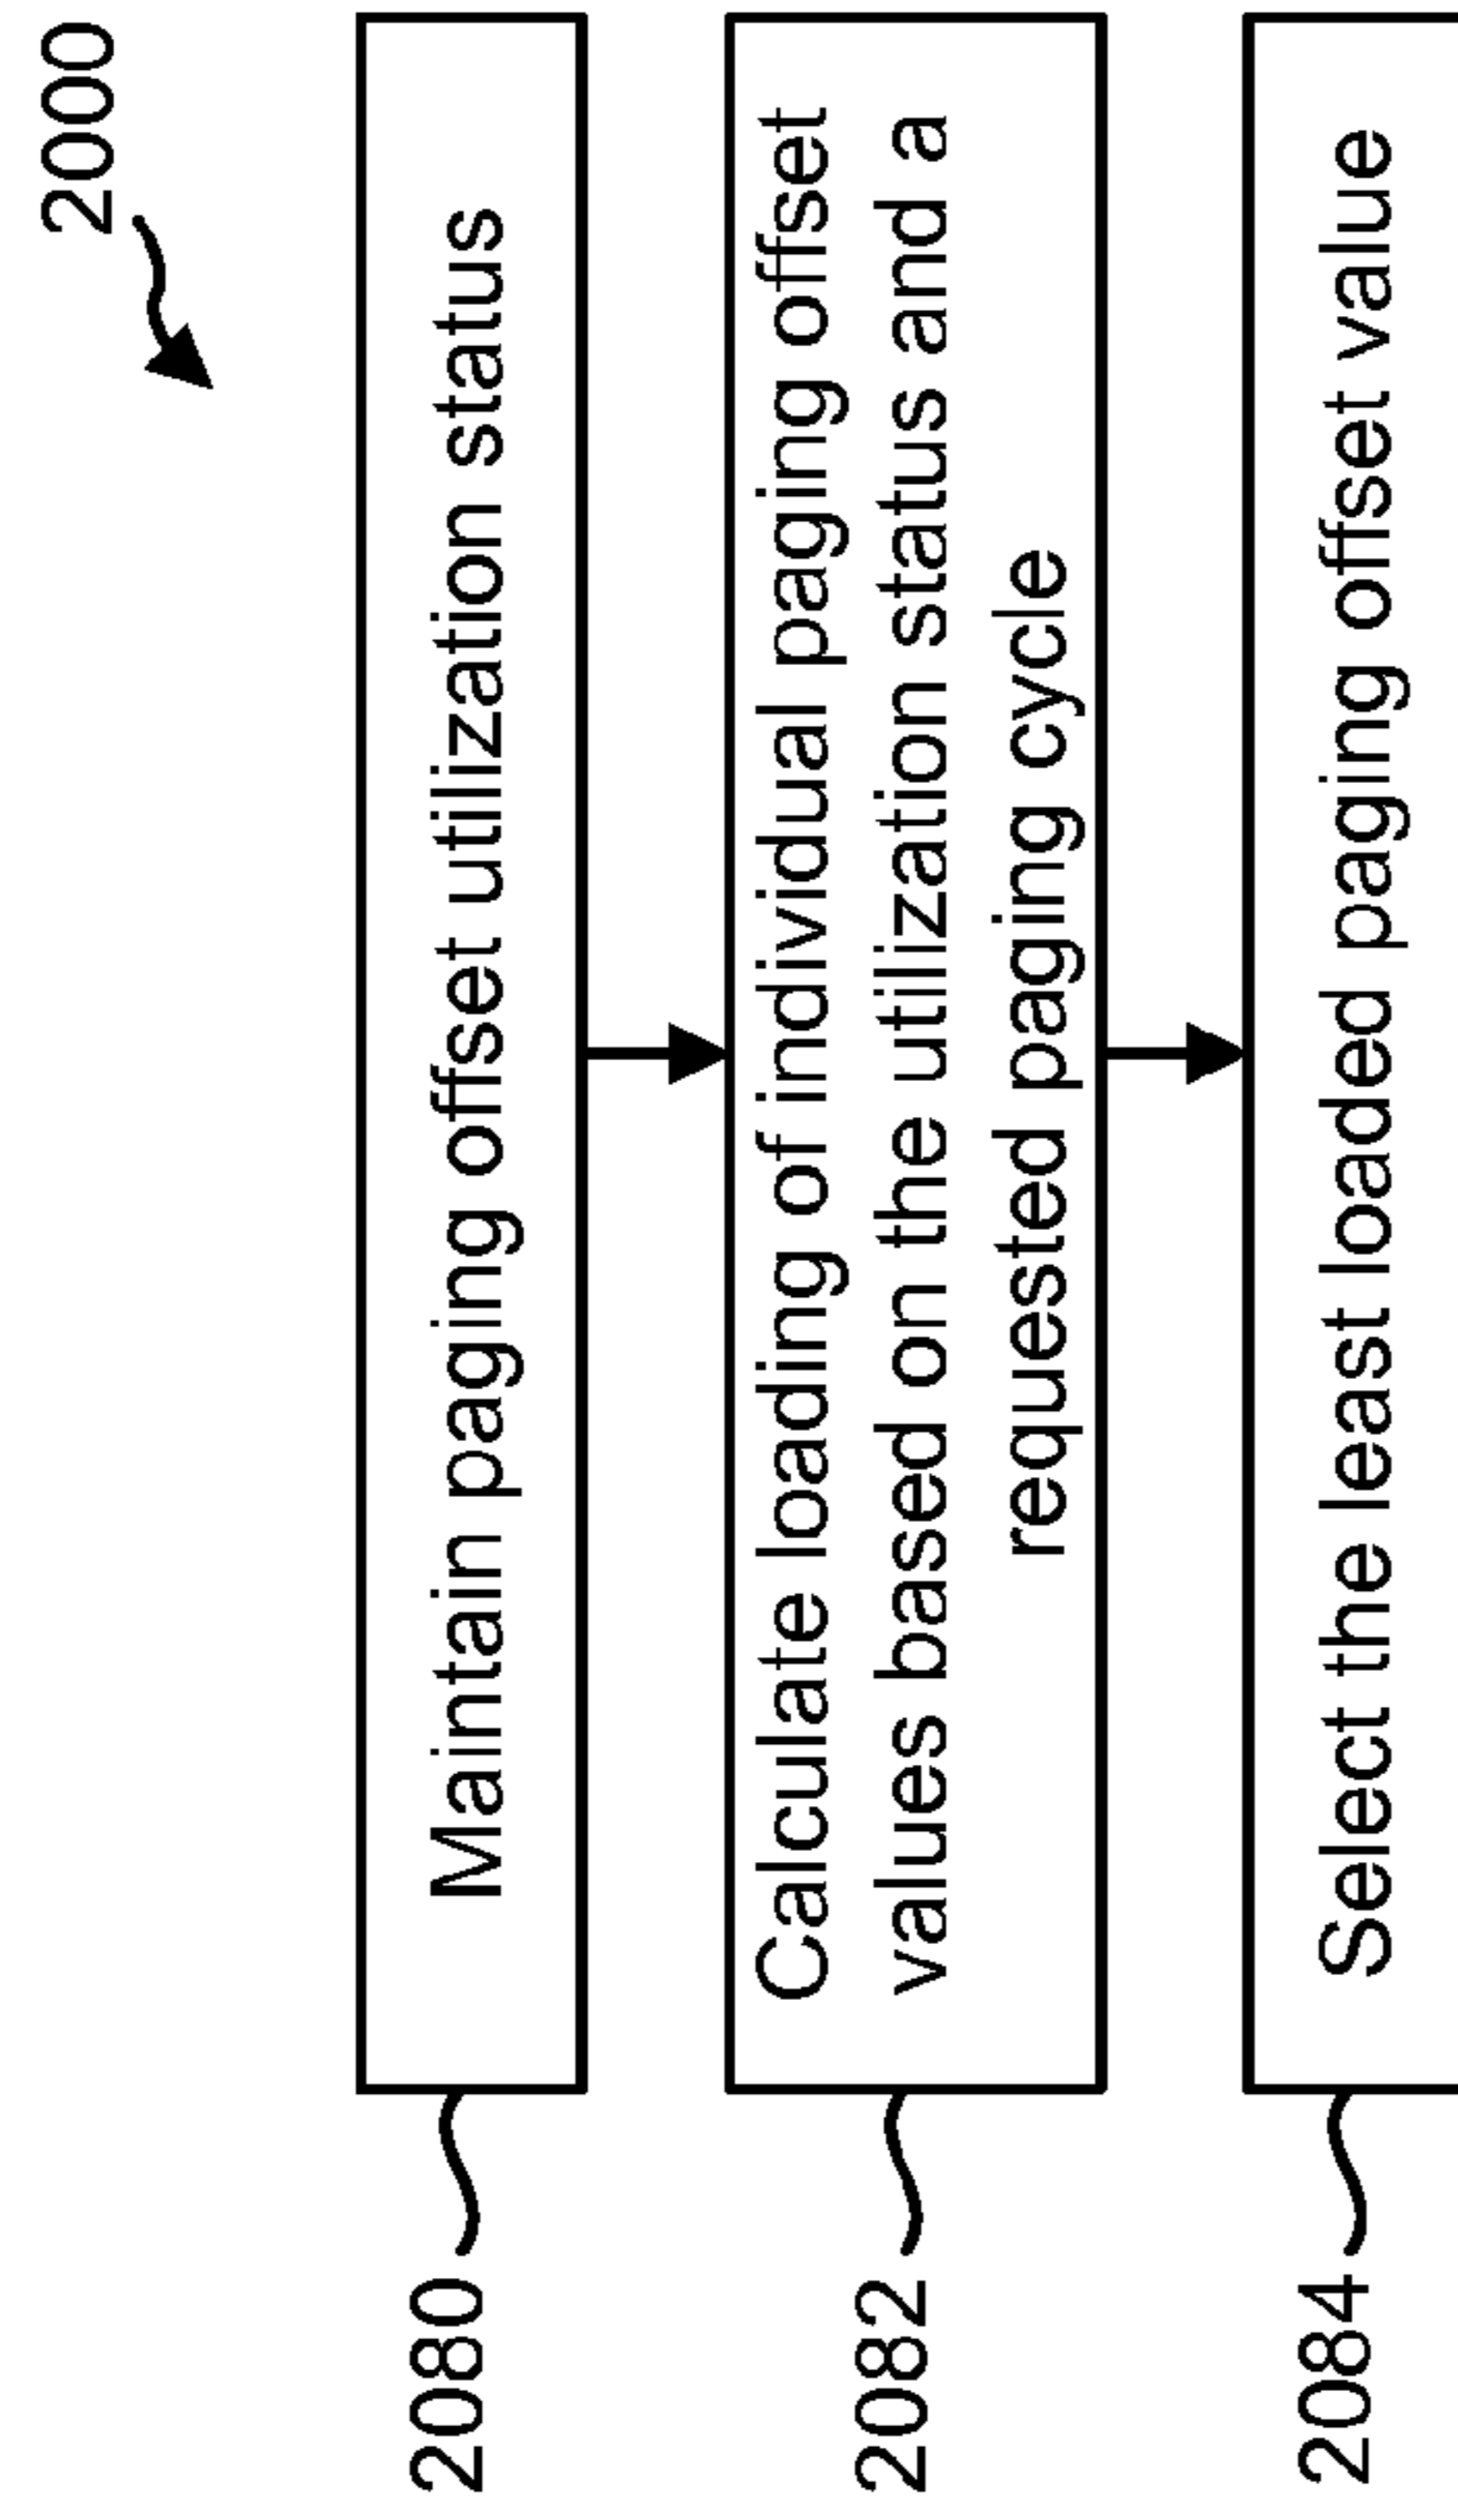 2000
2080
Maintain paging offset utilization status
2082
Calculate loading of individual paging offset
values based on the utilization status and a
requested paging cycle
2084
Select the least loaded paging offset value